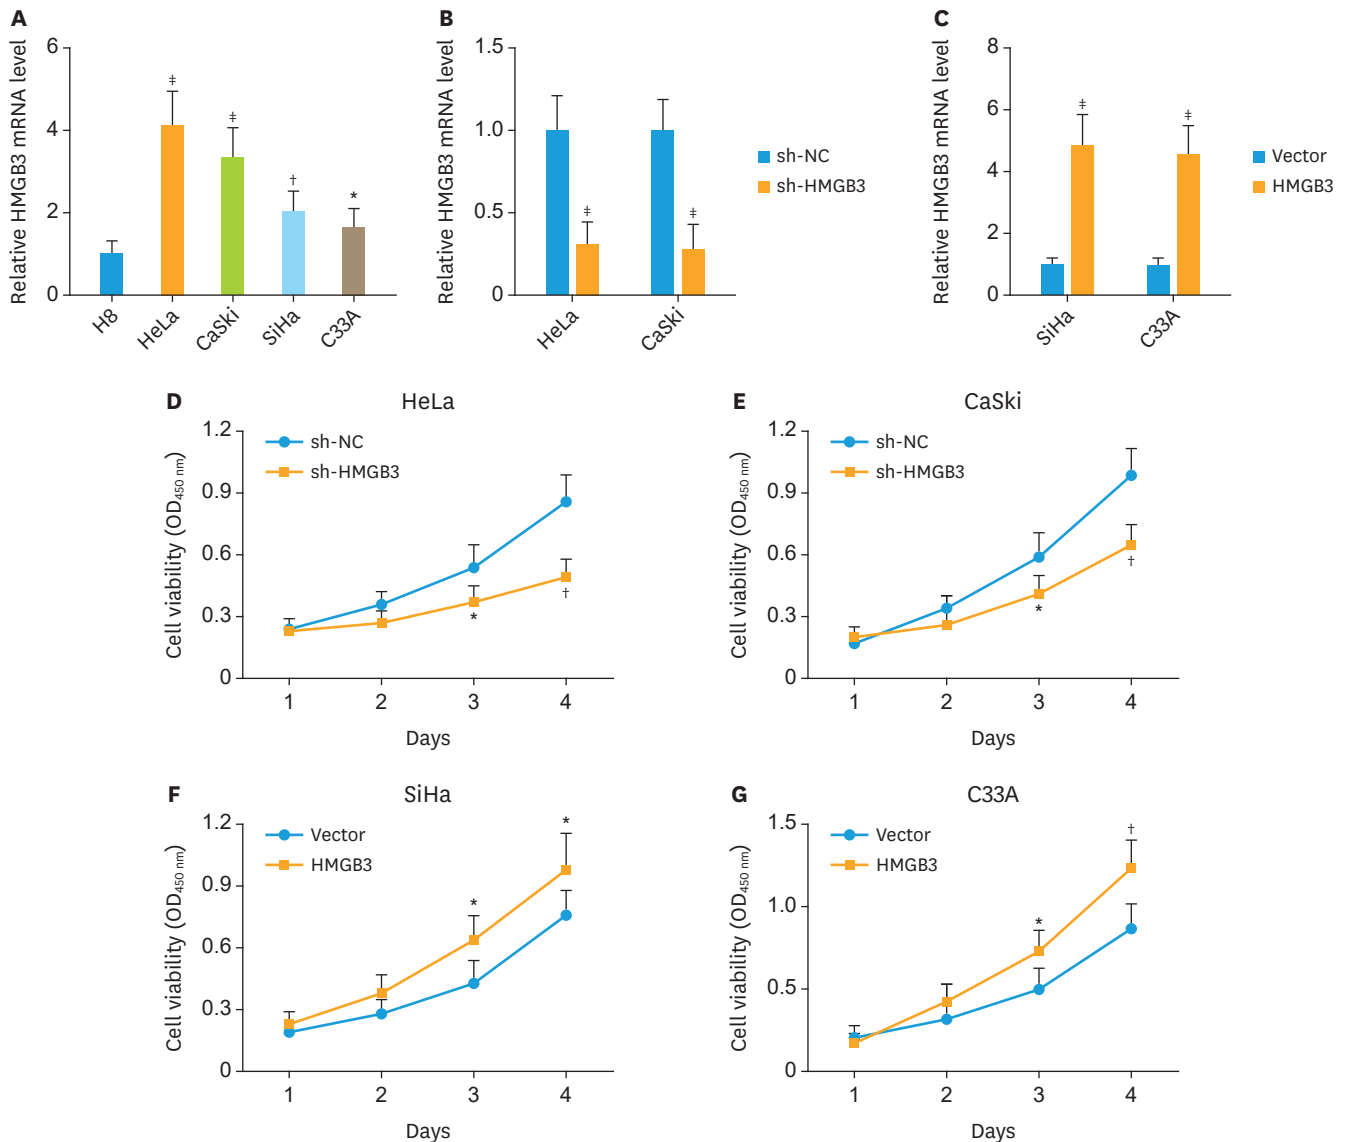 A
Relative HMGB3 mRNA level
6
4
2
0
‡
‡
†
*
H8
HeLa
CaSki
SiHa
C33A
B
Relative HMGB3 mRNA level
1.5
1.0
0.5
0
‡
‡
HeLa
CaSki
sh-NC
sh-HMGB3
C
Relative HMGB3 mRNA level
8
6
4
2
0
‡
‡
SiHa
C33A
Vector
HMGB3
D
HeLa
Cell viability (OD450 nm)
1.2
0.9
0.6
0.3
0
sh-NC
sh-HMGB3
*
†
1 2 3 4
Days
E
CaSki
Cell viability (OD450 nm)
1.2
0.9
0.6
0.3
0
sh-NC
sh-HMGB3
*
†
1 2 3 4
Days
F
SiHa
Cell viability (OD450 nm)
1.2
0.9
0.6
0.3
0
Vector
HMGB3
*
*
1 2 3 4
Days
G
C33A
Cell viability (OD450 nm)
1.5
1.0
0.5
0
Vector
HMGB3
*
†
1 2 3 4
Days